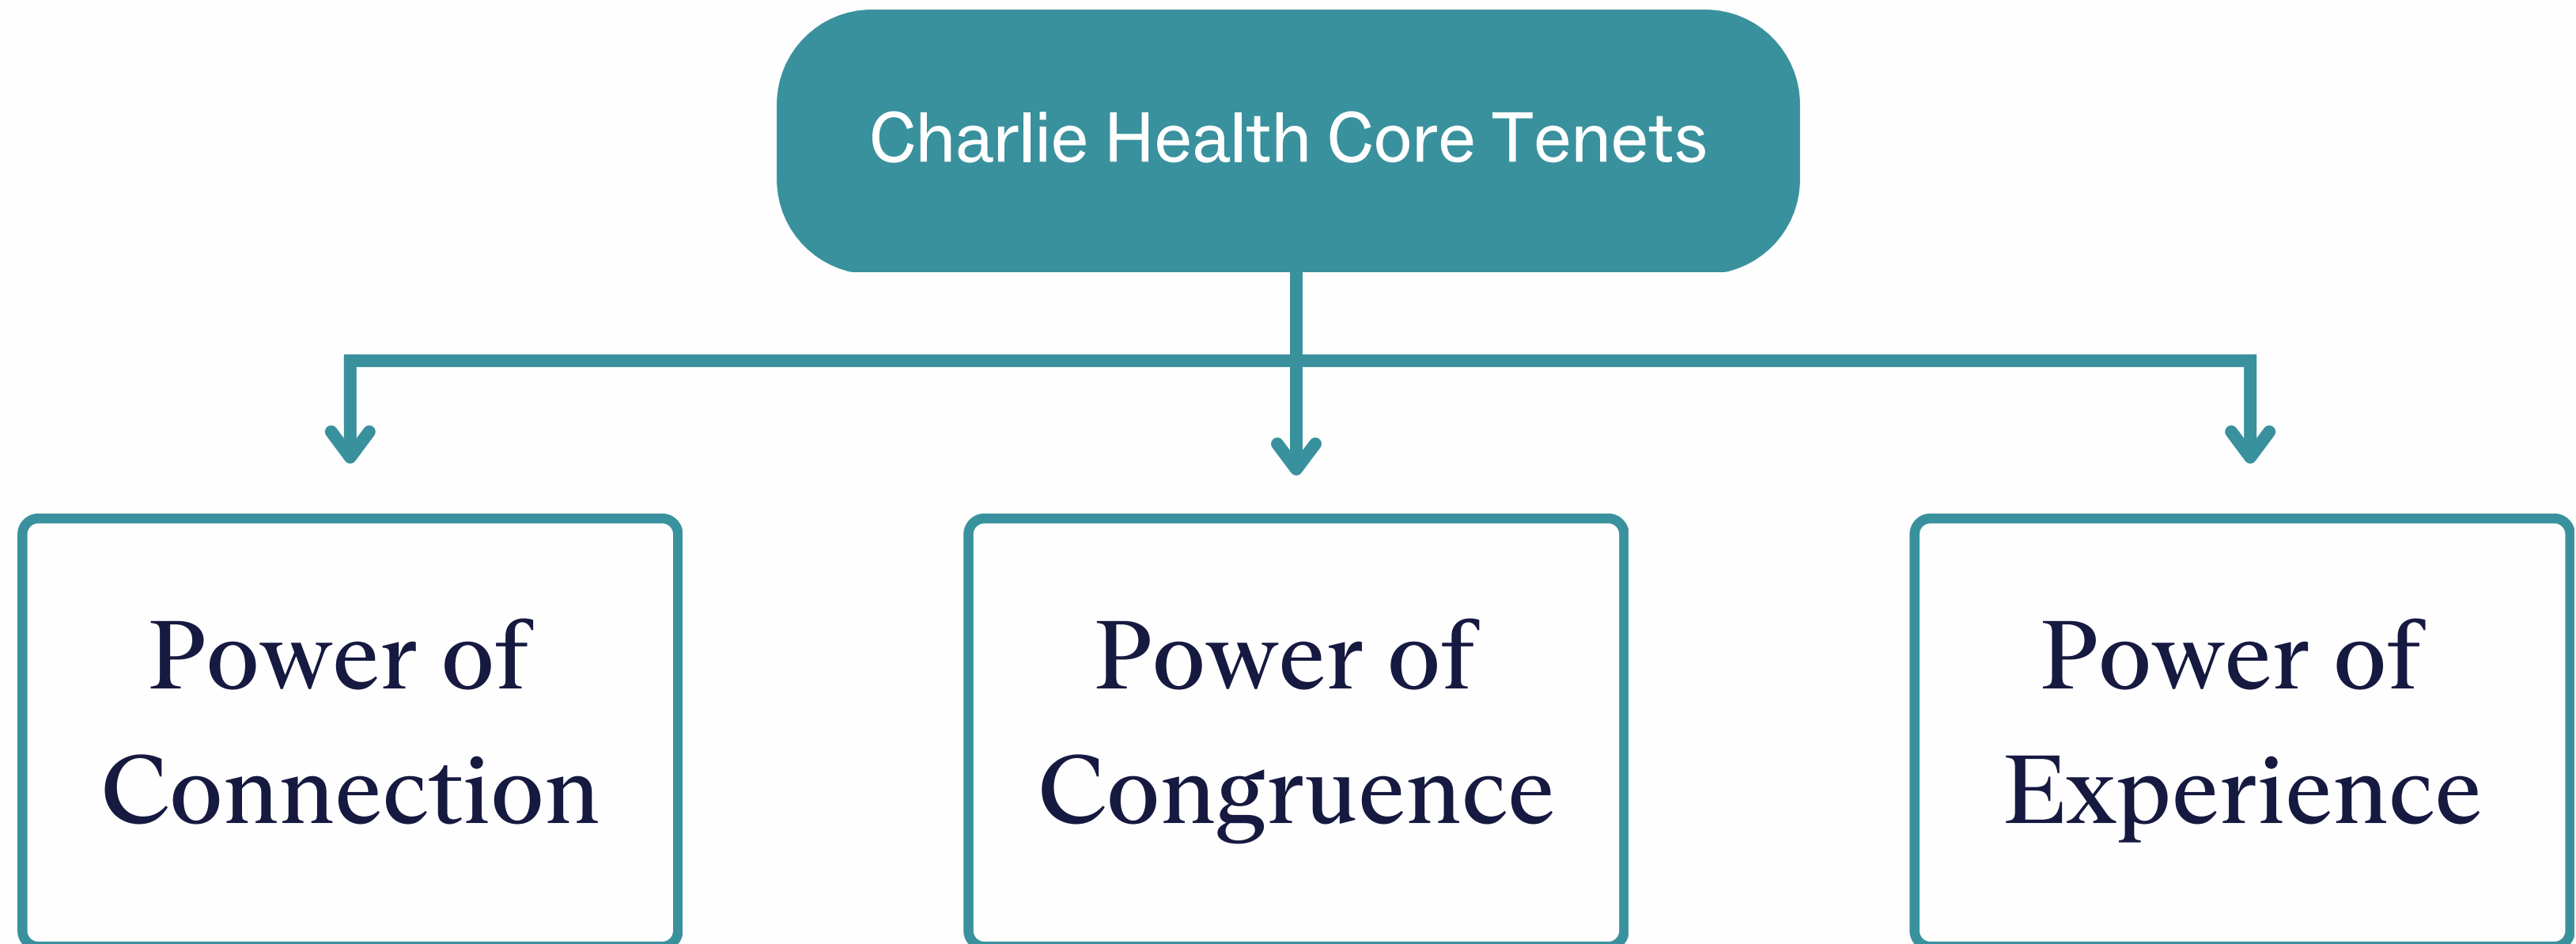 Charlie Health Core Tenets
Power of
Connection
Power of
Congruence
Power of
Experience